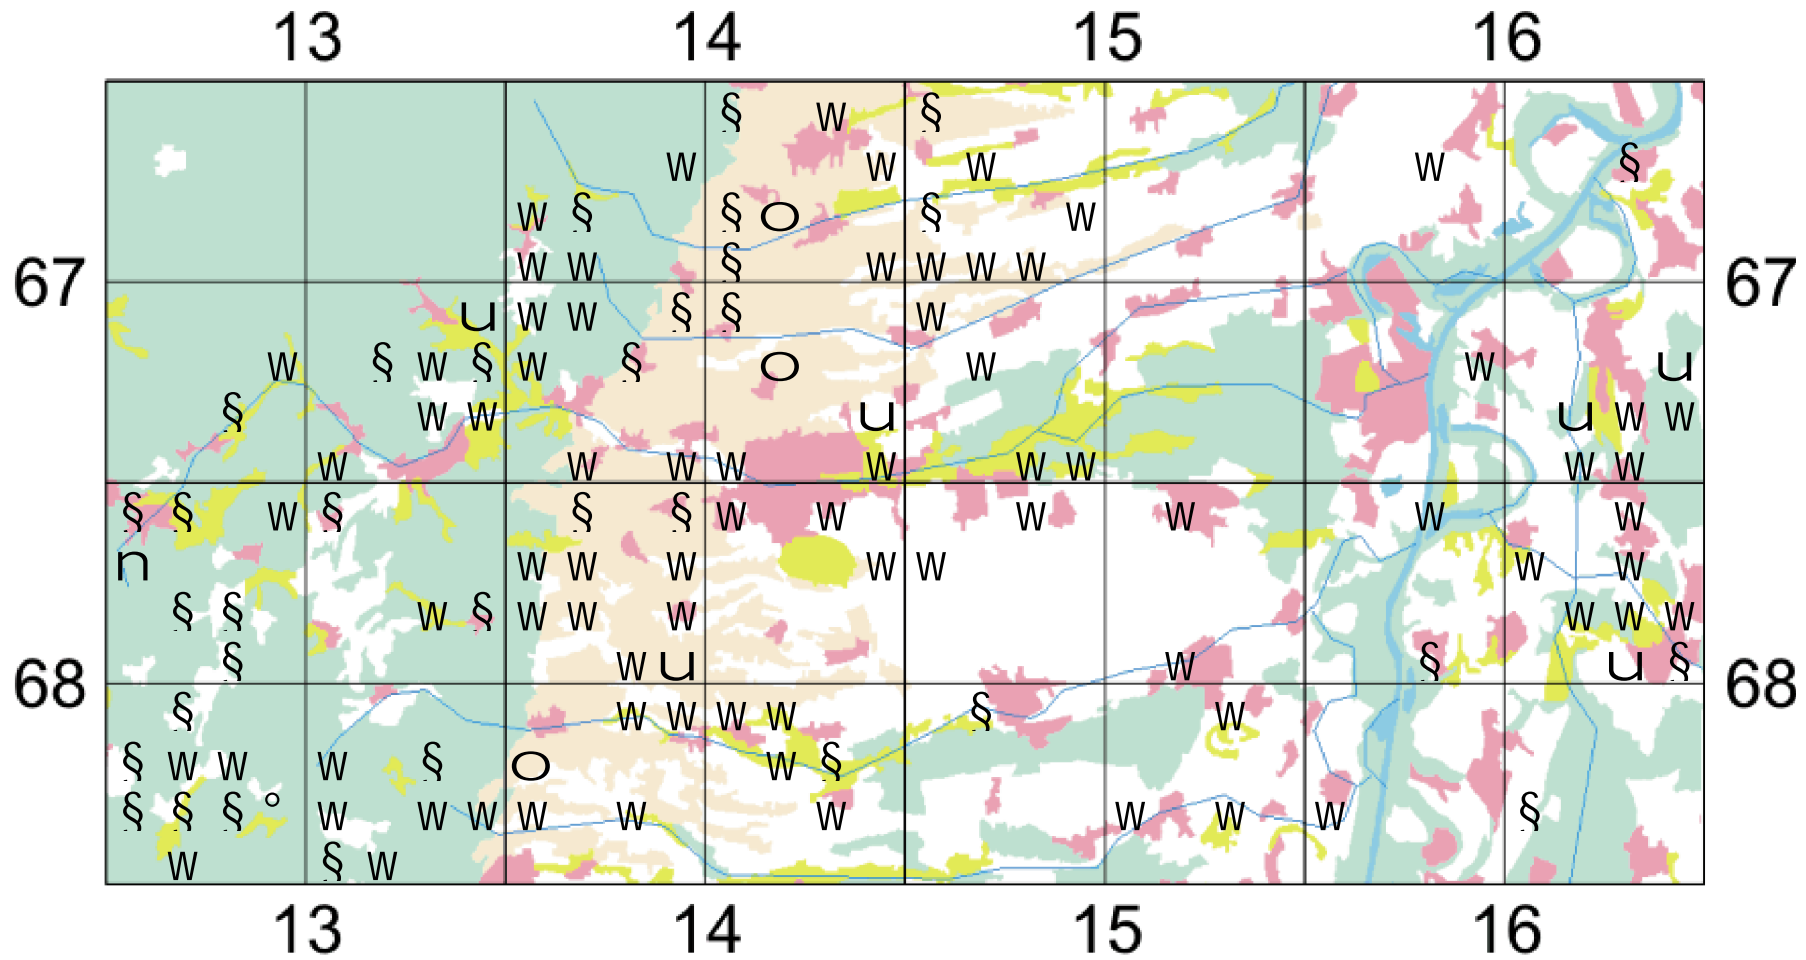 13 14 15 16
§ W §
W W W W §
W § § o § W
W W § W W W W
67 67
u W W § § W
W § W § W § o W W u
§ W W u u W W
W W W W W W W W W
§ § W § § § W W W W W W
n W W W W W W W
§ § W § W W W W W W
§ W u W § u §
68 68
§ W W W W § W
§ W W W § o W §
§ § § ° W W W W W W W W W §
W § W
13 14 15 16